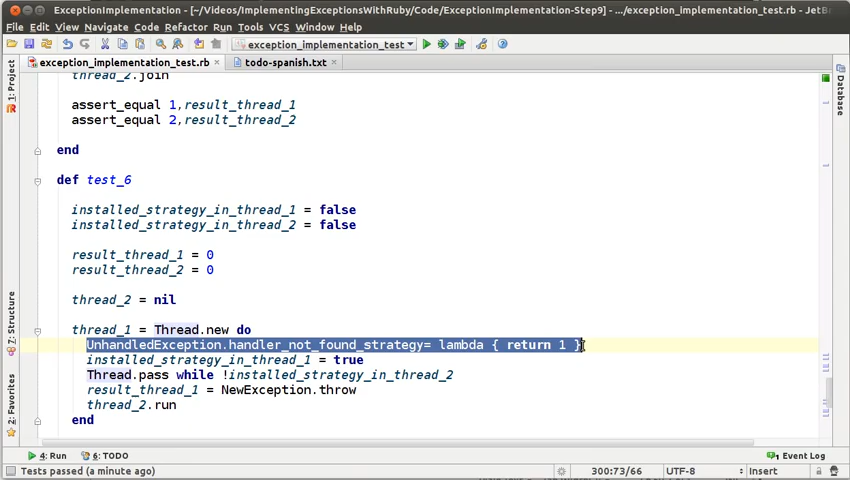 ExceptionImplementation - [~/Videos/ImplementingExceptionsWithRuby/Code/ExceptionImplementation-Step9] - .../exception_implementation_test.rb - JetBr
File Edit View Navigate Code Refactor Run Tools VCS Window Help
exception_implementation_test
exception_implementation_test.rb
todo-spanish.txt
1: Project
Database
7: Structure
2: Favorites
thread_2.join
assert_equal 1,result_thread_1
assert_equal 2,result_thread_2
end
def test_6
installed_strategy_in_thread_1 = false
installed_strategy_in_thread_2 = false
result_thread_1 = 0
result_thread_2 = 0
thread_2 = nil
thread_1 = Thread.new do
UnhandledException.handler_not_found_strategy= lambda { return 1 }
installed_strategy_in_thread_1 = true
Thread.pass while !installed_strategy_in_thread_2
result_thread_1 = NewException.throw
thread_2.run
end
4: Run 6: TODO
Event Log
Tests passed (a minute ago)
300:73/66 UTF-8 Insert